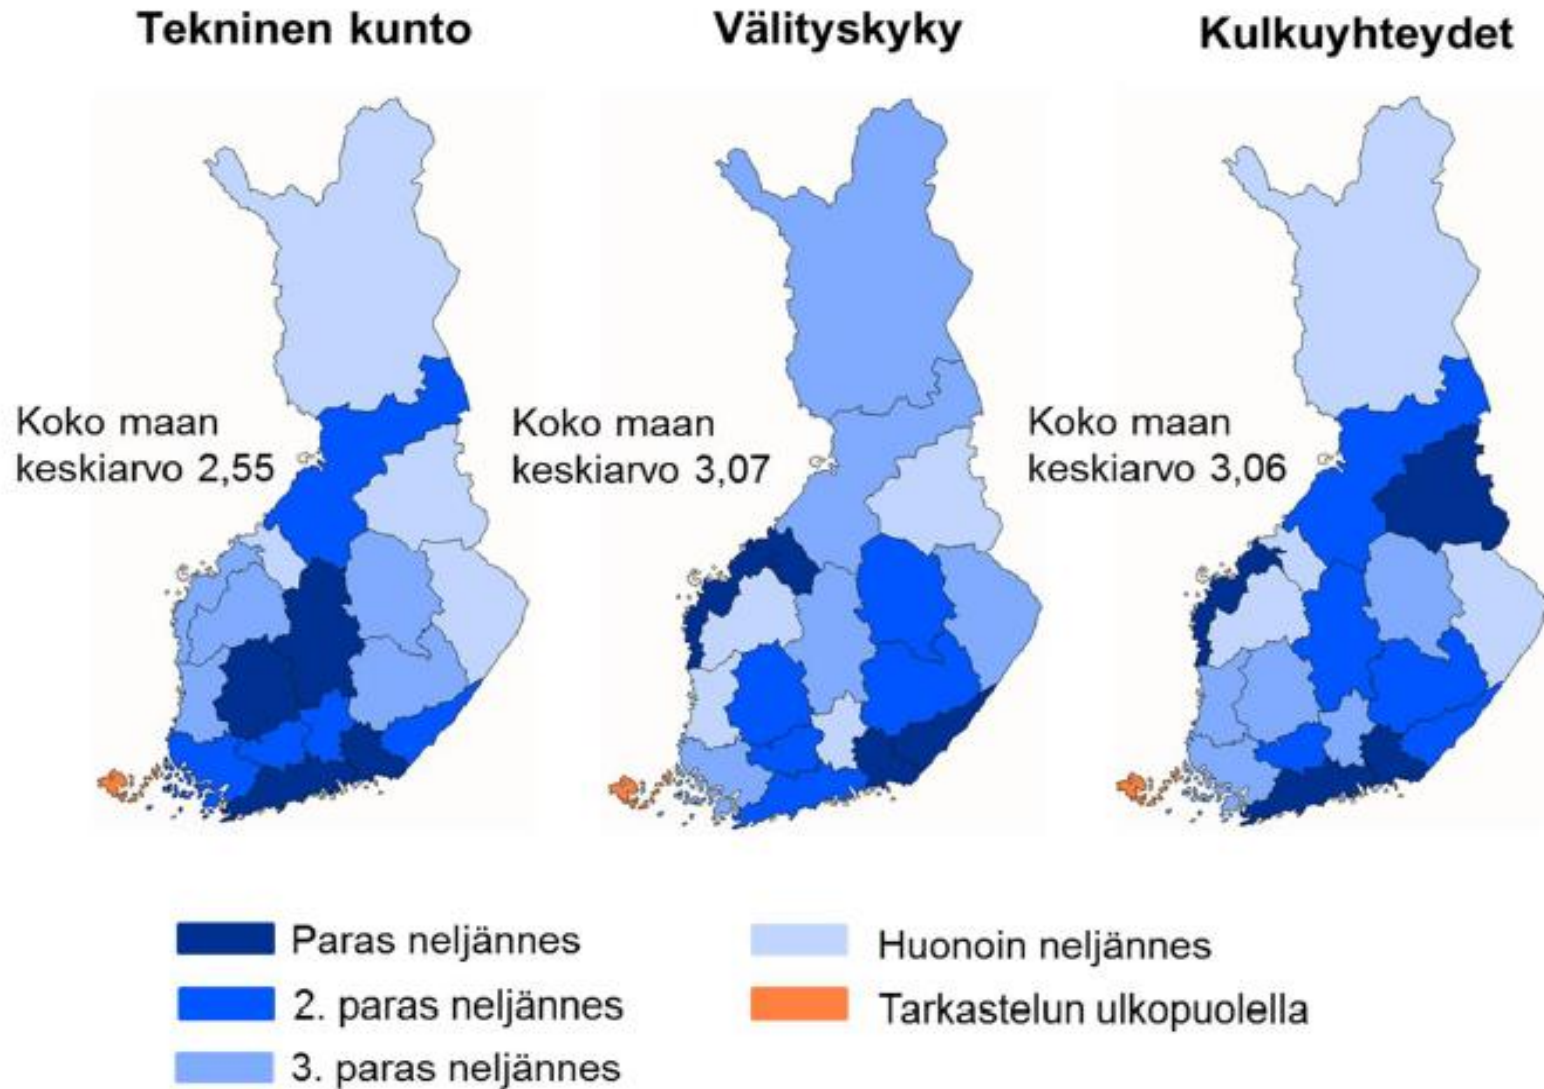 Tekninen kunto
Välityskyky
Kulkuyhteydet
Koko maan
keskiarvo 2,55
Koko maan
keskiarvo 3,07
Koko maan
keskiarvo 3,06
Paras neljännes
2. paras neljännes
3. paras neljännes
Huonoin neljännes
Tarkastelun ulkopuolella